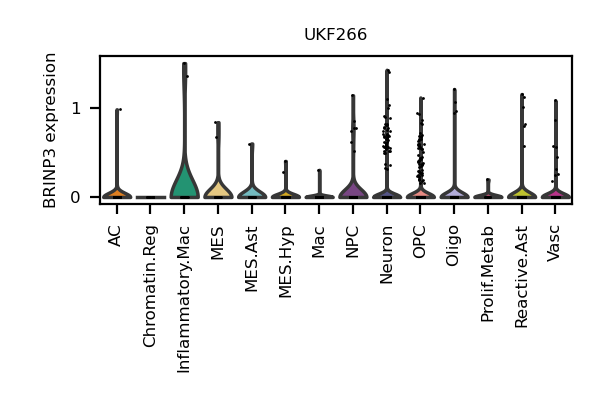 UKF266
BRINP3 expression
1
0
AC
Chromatin.Reg
Inflammatory.Mac
MES
MES.Ast
MES.Hyp
Mac
NPC
Neuron
OPC
Oligo
Prolif.Metab
Reactive.Ast
Vasc